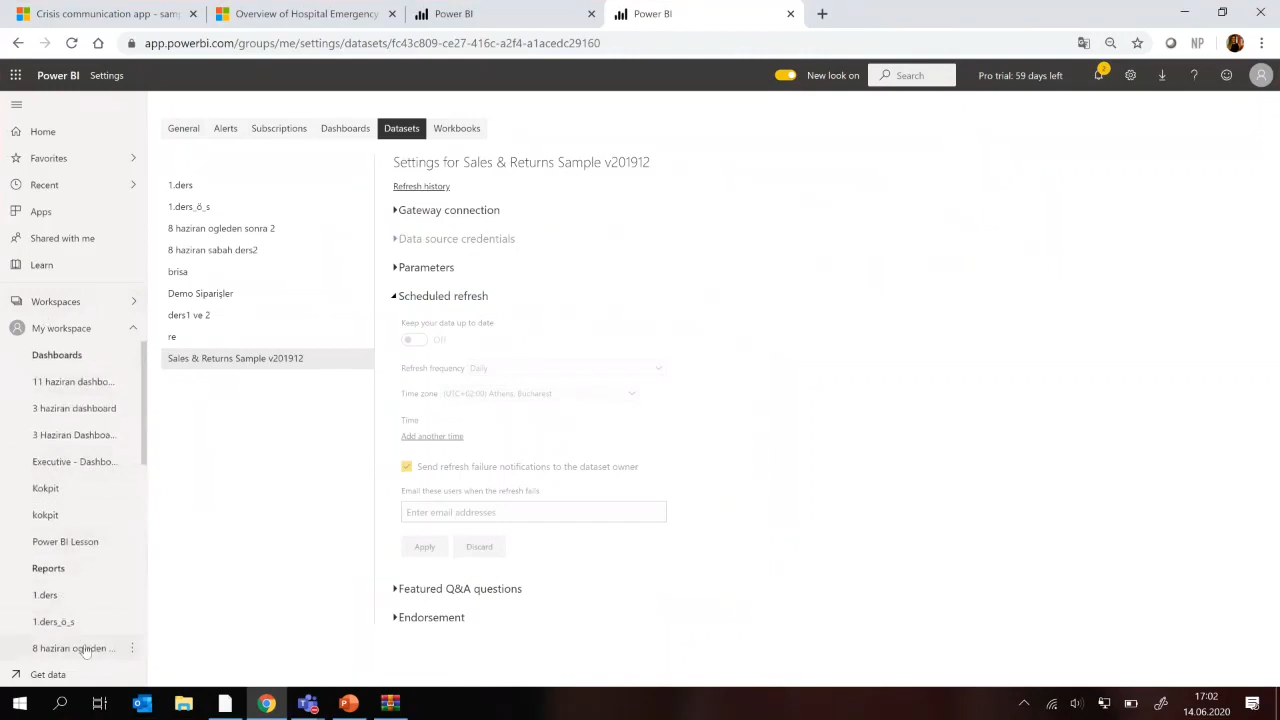 Crisis communication app - samp
Overview of Hospital Emergency
Power BI
Power BI
app.powerbi.com/groups/me/settings/datasets/fc43c809-ce27-416c-a2f4-a1acedc29160
NP
Power BI Settings
New look on
Search
Pro trial: 59 days left
2
Home
Favorites
Recent
Apps
Shared with me
Learn
Workspaces
My workspace
Dashboards
11 haziran dashbo...
3 haziran dashboard
3 Haziran Dashboa...
Executive - Dashbo...
Kokpit
kokpit
Power BI Lesson
Reports
1.ders
1.ders_ö_s
8 haziran oglnden ...
Get data
General
Alerts
Subscriptions
Dashboards
Datasets
Workbooks
1.ders
1.ders_ö_s
8 haziran ogleden sonra 2
8 haziran sabah ders2
brisa
Demo Siparişler
ders1 ve 2
re
Sales & Returns Sample v201912
Settings for Sales & Returns Sample v201912
Refresh history
Gateway connection
Data source credentials
Parameters
Scheduled refresh
Keep your data up to date
Off
Refresh frequency Daily
Time zone (UTC+02:00) Athens, Bucharest
Time
Add another time
Send refresh failure notifications to the dataset owner
Email these users when the refresh fails
Enter email addresses
Apply
Discard
Featured Q&A questions
Endorsement
17:02
14.06.2020